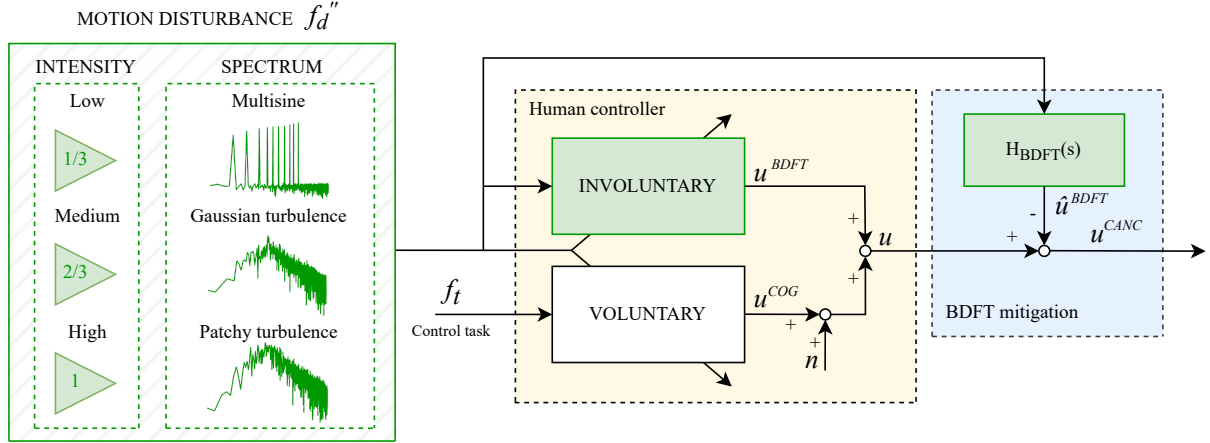 MOTION DISTURBANCE f_d''
INTENSITY
SPECTRUM
Low
Multisine
1/3
Medium
Gaussian turbulence
2/3
High
Patchy turbulence
1
f_t
Control task
Human controller
INVOLUNTARY
u^BDFT
VOLUNTARY
u^COG
+
+
n
+
+
u
H_BDFT(s)
-
û^BDFT
+
u^CANC
BDFT mitigation